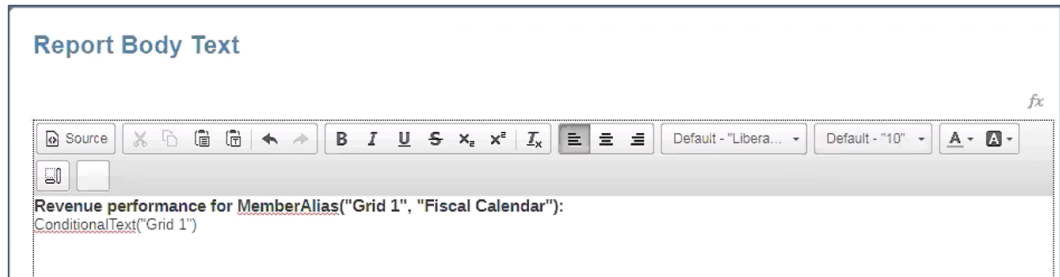 Report Body Text
fx
Source B I U S x₂ x² Ix Default - "Libera... Default - "10" A A
Revenue performance for MemberAlias("Grid 1", "Fiscal Calendar"):
ConditionalText("Grid 1")